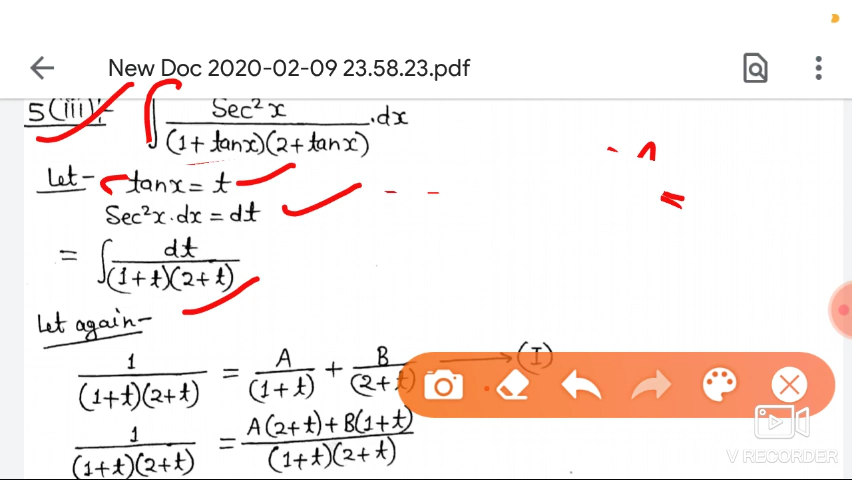 New Doc 2020-02-09 23.58.23.pdf
5(iii):- ∫ Sec²x / (1+tanx)(2+tanx) .dx
Let- tanx = t
Sec²x.dx = dt
= ∫ dt / (1+t)(2+t)
Let again-
1 / (1+t)(2+t) = A / (1+t) + B / (2+t) ⟶ (I)
1 / (1+t)(2+t) = A(2+t)+B(1+t) / (1+t)(2+t)
V RECORDER